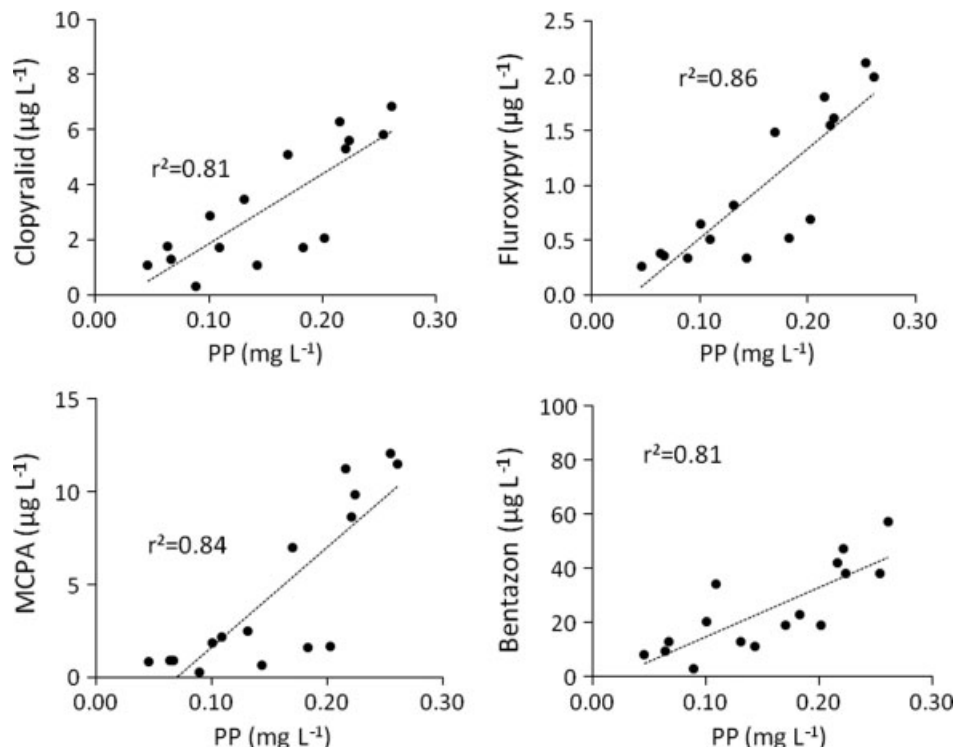 Clopyralid (µg L⁻¹)
10
8
6
4
2
0
r²=0.81
0.00 0.10 0.20 0.30
PP (mg L⁻¹)
Fluroxypyr (µg L⁻¹)
2.5
2.0
1.5
1.0
0.5
0.0
r²=0.86
0.00 0.10 0.20 0.30
PP (mg L⁻¹)
MCPA (µg L⁻¹)
15
10
5
0
r²=0.84
0.00 0.10 0.20 0.30
PP (mg L⁻¹)
Bentazon (µg L⁻¹)
100
80
60
40
20
0
r²=0.81
0.00 0.10 0.20 0.30
PP (mg L⁻¹)